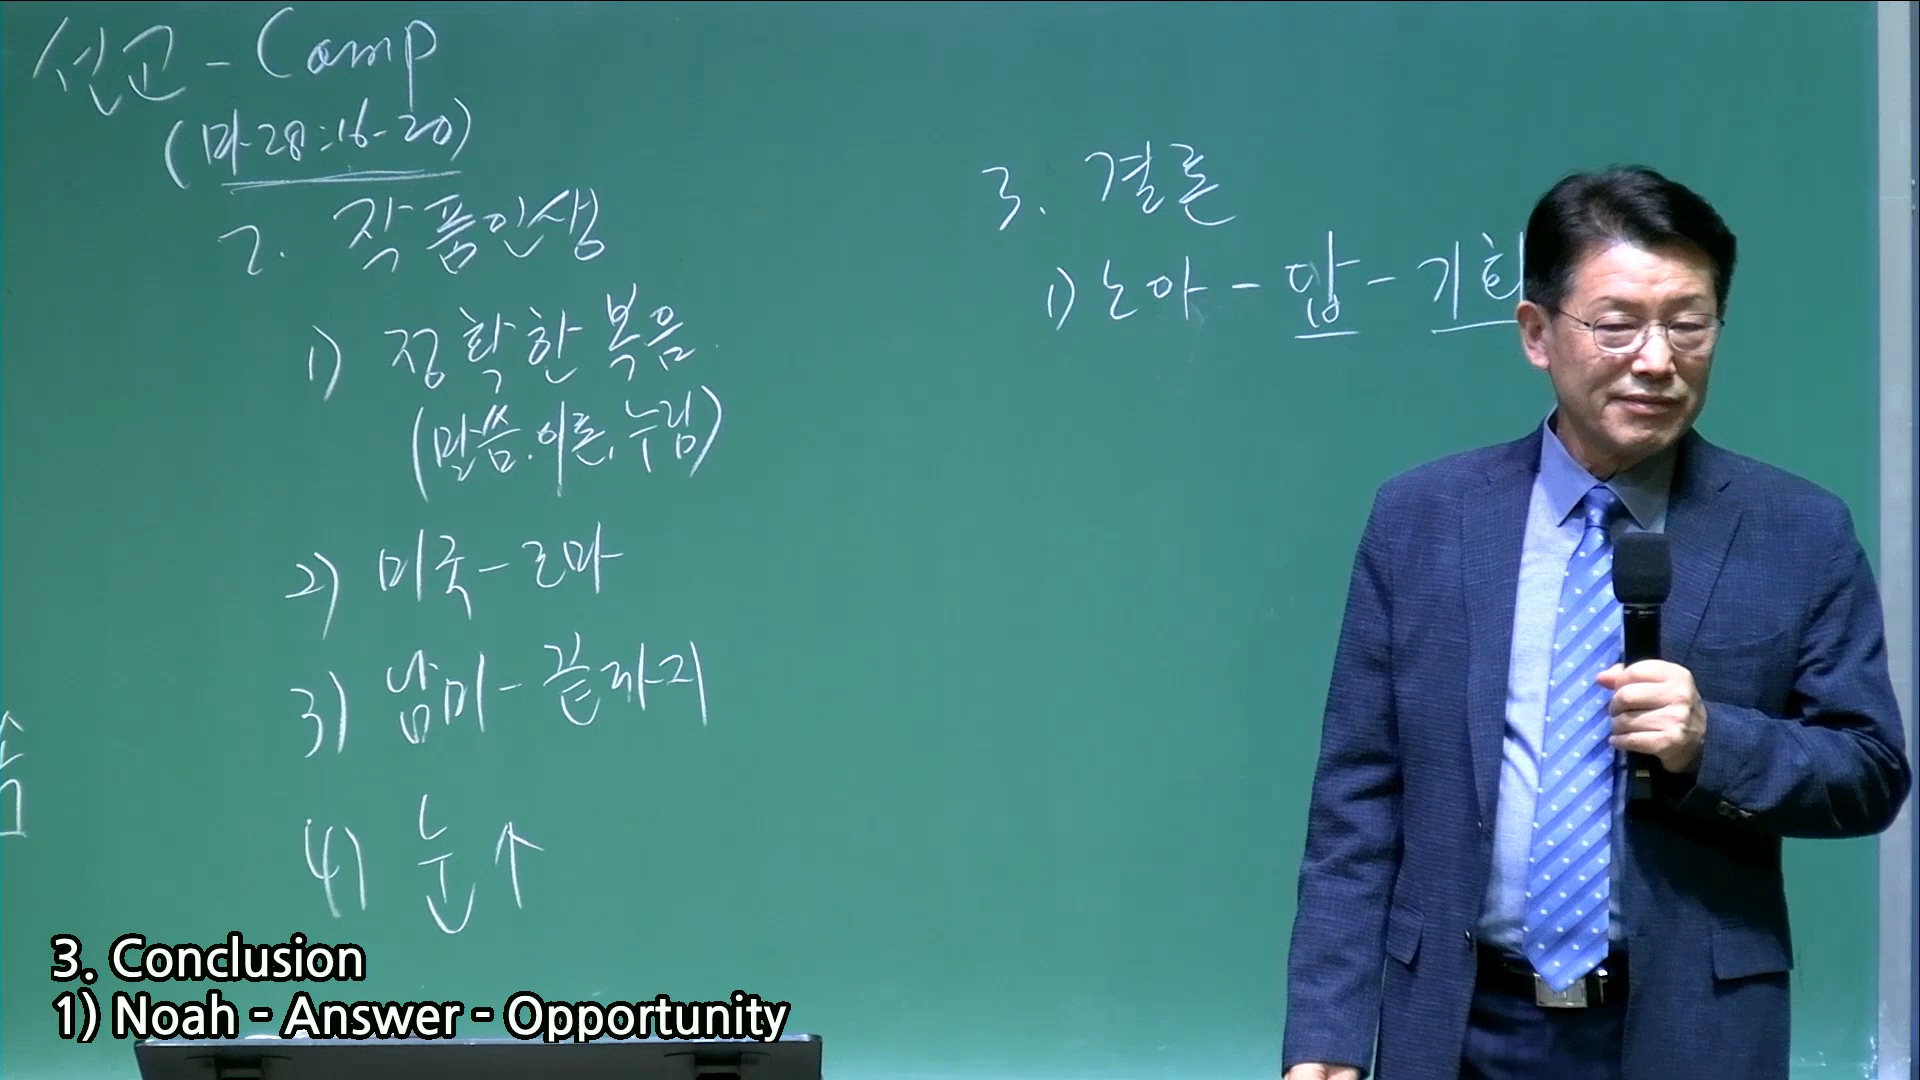 선교 - Camp
(마 28:16-20)
2. 작품인생
1) 정확한 복음
(말씀. 이론, 누림)
2) 미국 - 로마
3) 남미 - 끝까지
4) 눈↑
3. 결론
1) 노아 - 답 - 기회
3. Conclusion
1) Noah - Answer - Opportunity